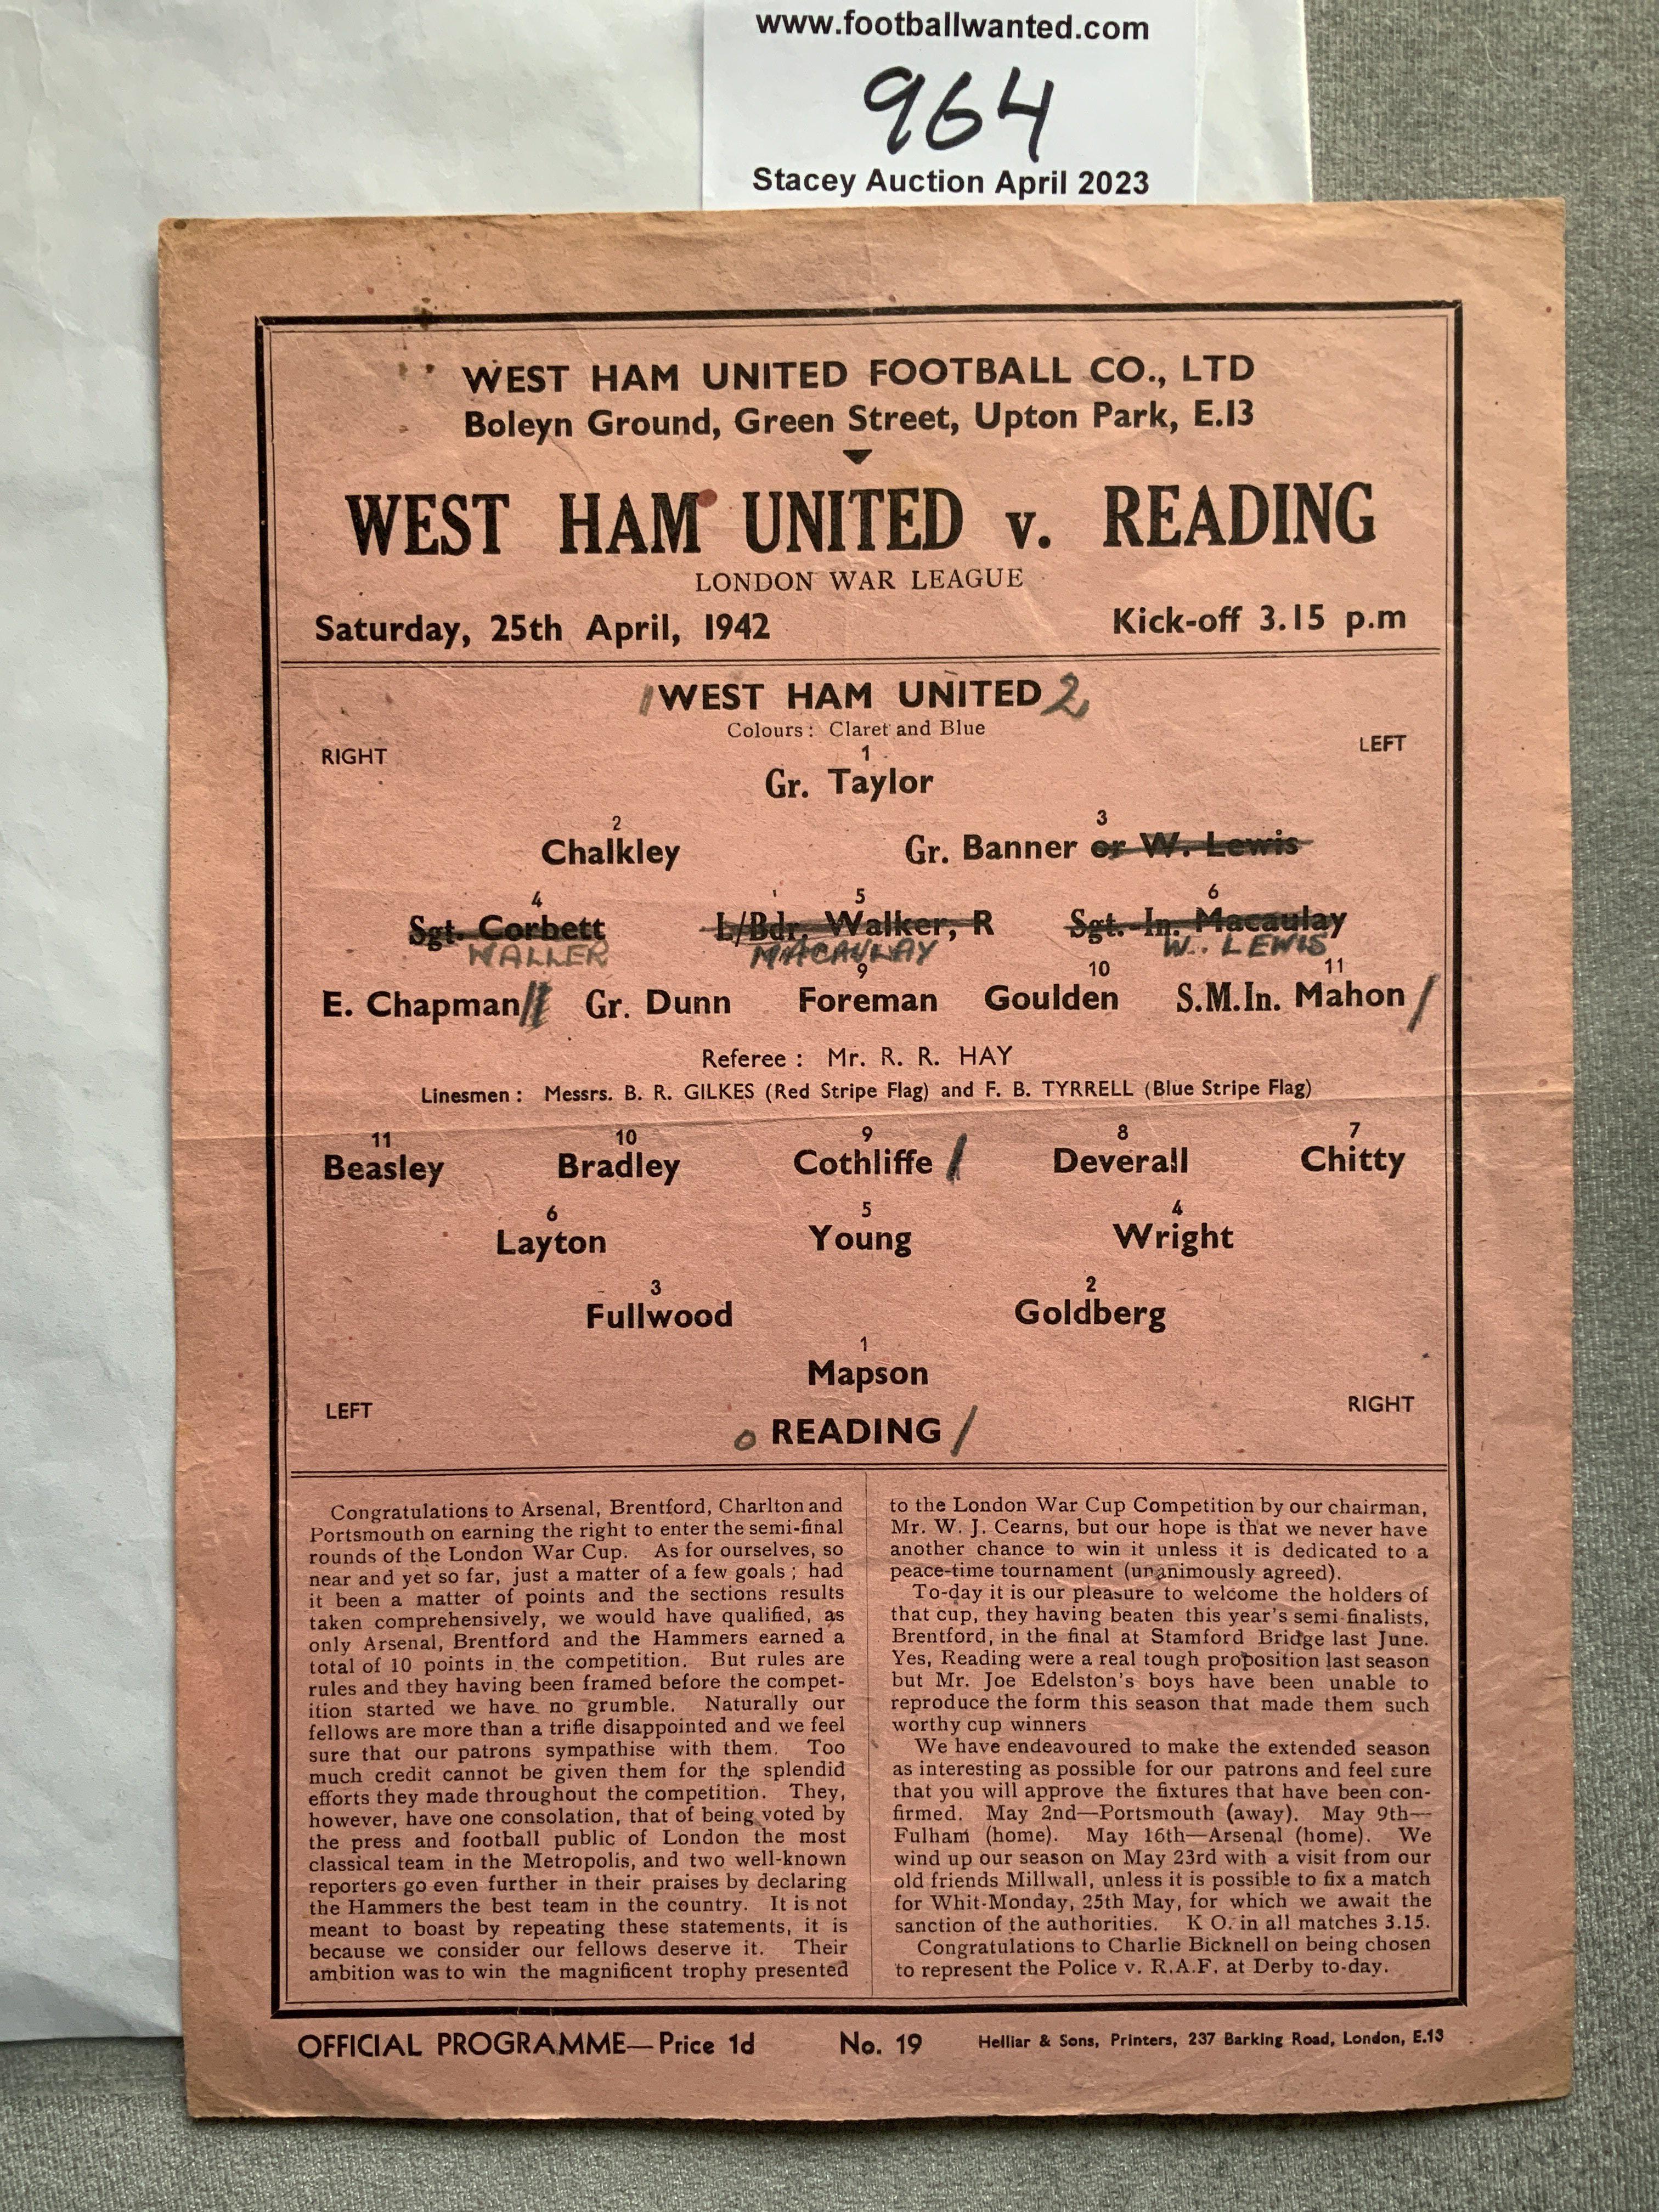 www.footballwanted.com
964
Stacey Auction April 2023
WEST HAM UNITED FOOTBALL CO., LTD
Boleyn Ground, Green Street, Upton Park, E.13
WEST HAM UNITED v. READING
LONDON WAR LEAGUE
Saturday, 25th April, 1942 Kick-off 3.15 p.m
/ WEST HAM UNITED 2
Colours : Claret and Blue
RIGHT LEFT
1
Gr. Taylor
2 3
Chalkley Gr. Banner or W. Lewis
4 5 6
Sgt. Corbett L/Bdr. Walker, R Sgt. In. Macaulay
WALLER MACAULAY W. LEWIS
9 10 11
E. Chapman // Gr. Dunn Foreman Goulden S.M.In. Mahon /
Referee : Mr. R. R. HAY
Linesmen : Messrs. B. R. GILKES (Red Stripe Flag) and F. B. TYRRELL (Blue Stripe Flag)
11 10 9 8 7
Beasley Bradley Cothliffe / Deverall Chitty
6 5 4
Layton Young Wright
3 2
Fullwood Goldberg
1
Mapson
LEFT RIGHT
0 READING /
Congratulations to Arsenal, Brentford, Charlton and
Portsmouth on earning the right to enter the semi-final
rounds of the London War Cup. As for ourselves, so
near and yet so far, just a matter of a few goals ; had
it been a matter of points and the sections results
taken comprehensively, we would have qualified, as
only Arsenal, Brentford and the Hammers earned a
total of 10 points in the competition. But rules are
rules and they having been framed before the compet-
ition started we have no grumble. Naturally our
fellows are more than a trifle disappointed and we feel
sure that our patrons sympathise with them. Too
much credit cannot be given them for the splendid
efforts they made throughout the competition. They,
however, have one consolation, that of being voted by
the press and football public of London the most
classical team in the Metropolis, and two well-known
reporters go even further in their praises by declaring
the Hammers the best team in the country. It is not
meant to boast by repeating these statements, it is
because we consider our fellows deserve it. Their
ambition was to win the magnificent trophy presented
to the London War Cup Competition by our chairman,
Mr. W. J. Cearns, but our hope is that we never have
another chance to win it unless it is dedicated to a
peace-time tournament (unanimously agreed).
To-day it is our pleasure to welcome the holders of
that cup, they having beaten this year's semi-finalists,
Brentford, in the final at Stamford Bridge last June.
Yes, Reading were a real tough proposition last season
but Mr. Joe Edelston's boys have been unable to
reproduce the form this season that made them such
worthy cup winners
We have endeavoured to make the extended season
as interesting as possible for our patrons and feel sure
that you will approve the fixtures that have been con-
firmed. May 2nd—Portsmouth (away). May 9th—
Fulham (home). May 16th—Arsenal (home). We
wind up our season on May 23rd with a visit from our
old friends Millwall, unless it is possible to fix a match
for Whit-Monday, 25th May, for which we await the
sanction of the authorities. K O. in all matches 3.15.
Congratulations to Charlie Bicknell on being chosen
to represent the Police v. R.A.F. at Derby to-day.
OFFICIAL PROGRAMME—Price 1d No. 19 Helliar & Sons, Printers, 237 Barking Road, London, E.13